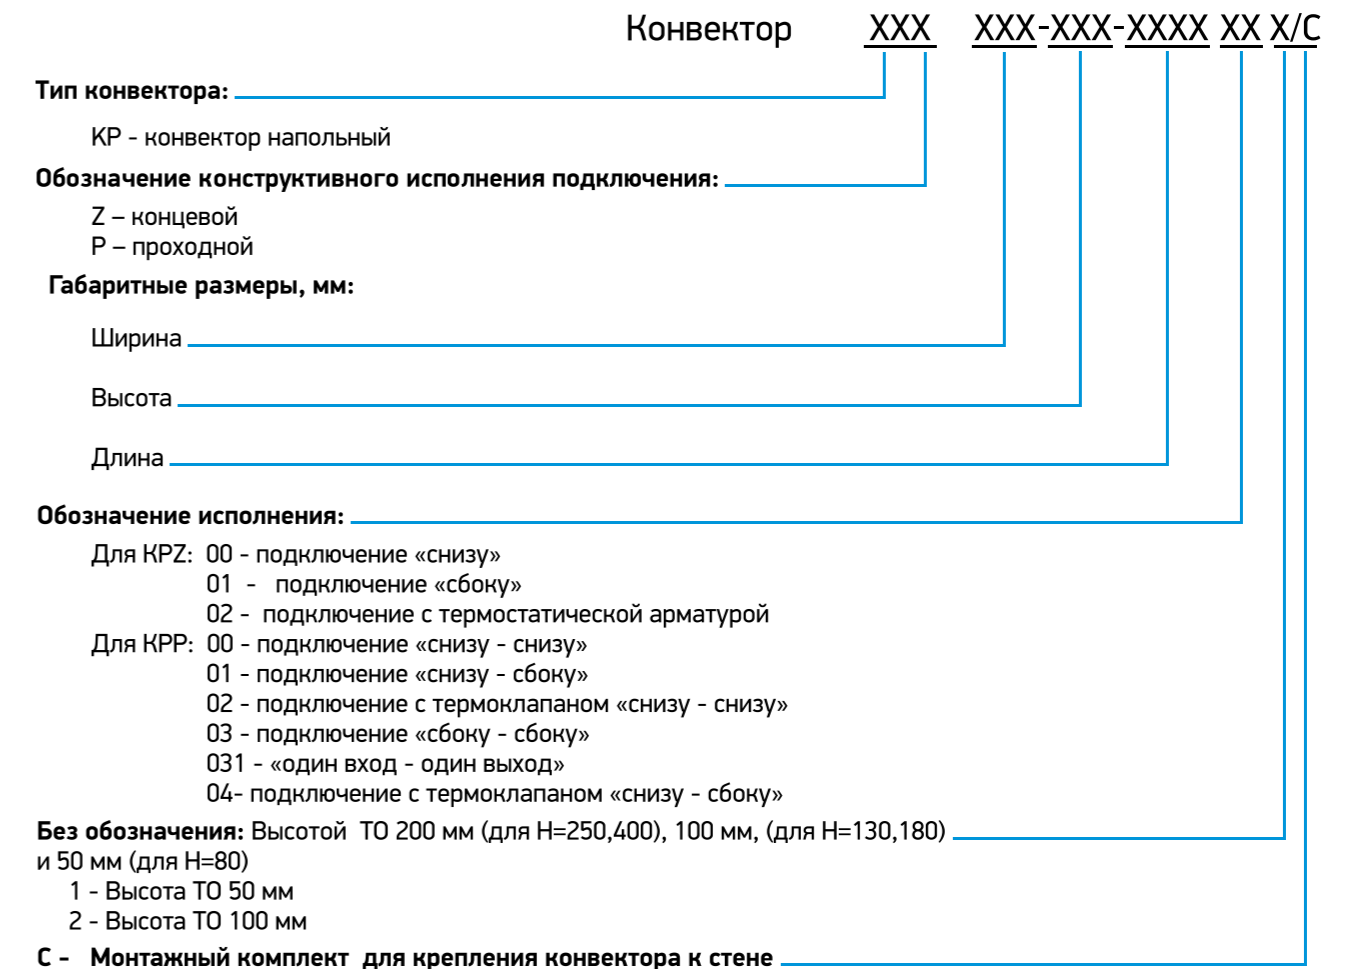 Конвектор XXX XXX-XXX-XXXX XX X/C
Тип конвектора:
КР - конвектор напольный
Обозначение конструктивного исполнения подключения:
Z – концевой
P – проходной
Габаритные размеры, мм:
Ширина
Высота
Длина
Обозначение исполнения:
Для KPZ: 00 - подключение «снизу»
01 - подключение «сбоку»
02 - подключение с термостатической арматурой
Для КРР: 00 - подключение «снизу - снизу»
01 - подключение «снизу - сбоку»
02 - подключение с термоклапаном «снизу - снизу»
03 - подключение «сбоку - сбоку»
031 - «один вход - один выход»
04- подключение с термоклапаном «снизу - сбоку»
Без обозначения: Высотой ТО 200 мм (для Н=250,400), 100 мм, (для Н=130,180)
и 50 мм (для Н=80)
1 - Высота ТО 50 мм
2 - Высота ТО 100 мм
С - Монтажный комплект для крепления конвектора к стене